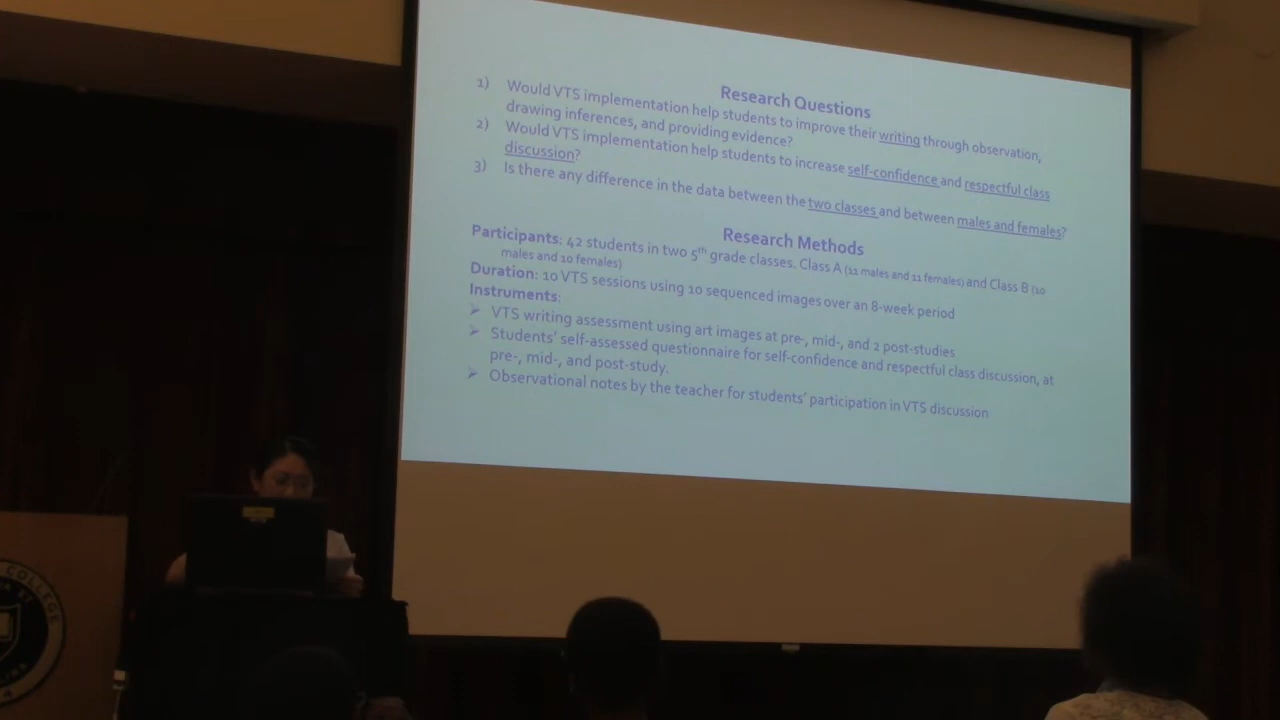 Research Questions
1) Would VTS implementation help students to improve their writing through observation,
drawing inferences, and providing evidence?
2) Would VTS implementation help students to increase self-confidence and respectful class
discussion?
3) Is there any difference in the data between the two classes and between males and females?
Research Methods
Participants: 42 students in two 5th grade classes. Class A (11 males and 11 females) and Class B (10
males and 10 females)
Duration: 10 VTS sessions using 10 sequenced images over an 8-week period
Instruments:
➢ VTS writing assessment using art images at pre-, mid-, and 2 post-studies
➢ Students' self-assessed questionnaire for self-confidence and respectful class discussion, at
pre-, mid-, and post-study.
➢ Observational notes by the teacher for students' participation in VTS discussion
COLLEGE